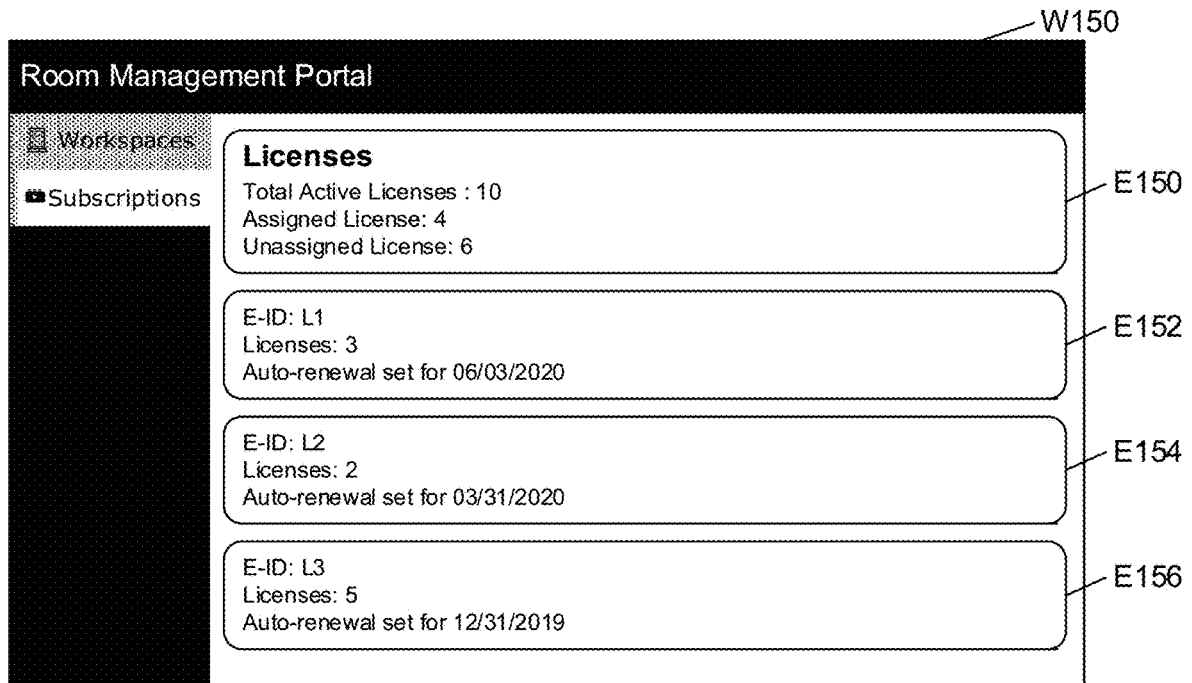 W150
Room Management Portal
Workspaces
Subscriptions
Licenses
Total Active Licenses : 10
Assigned License: 4
Unassigned License: 6
E150
E-ID: L1
Licenses: 3
Auto-renewal set for 06/03/2020
E152
E-ID: L2
Licenses: 2
Auto-renewal set for 03/31/2020
E154
E-ID: L3
Licenses: 5
Auto-renewal set for 12/31/2019
E156